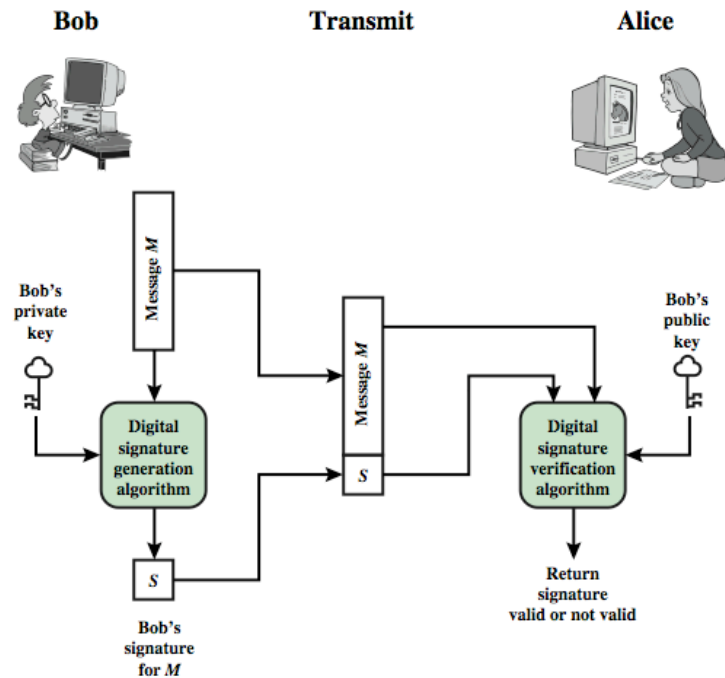 Bob
Transmit
Alice
Message M
Bob's
private
key
Message M
Bob's
public
key
Digital
signature
generation
algorithm
Digital
signature
verification
algorithm
S
S
Return
signature
valid or not valid
Bob's
signature
for M